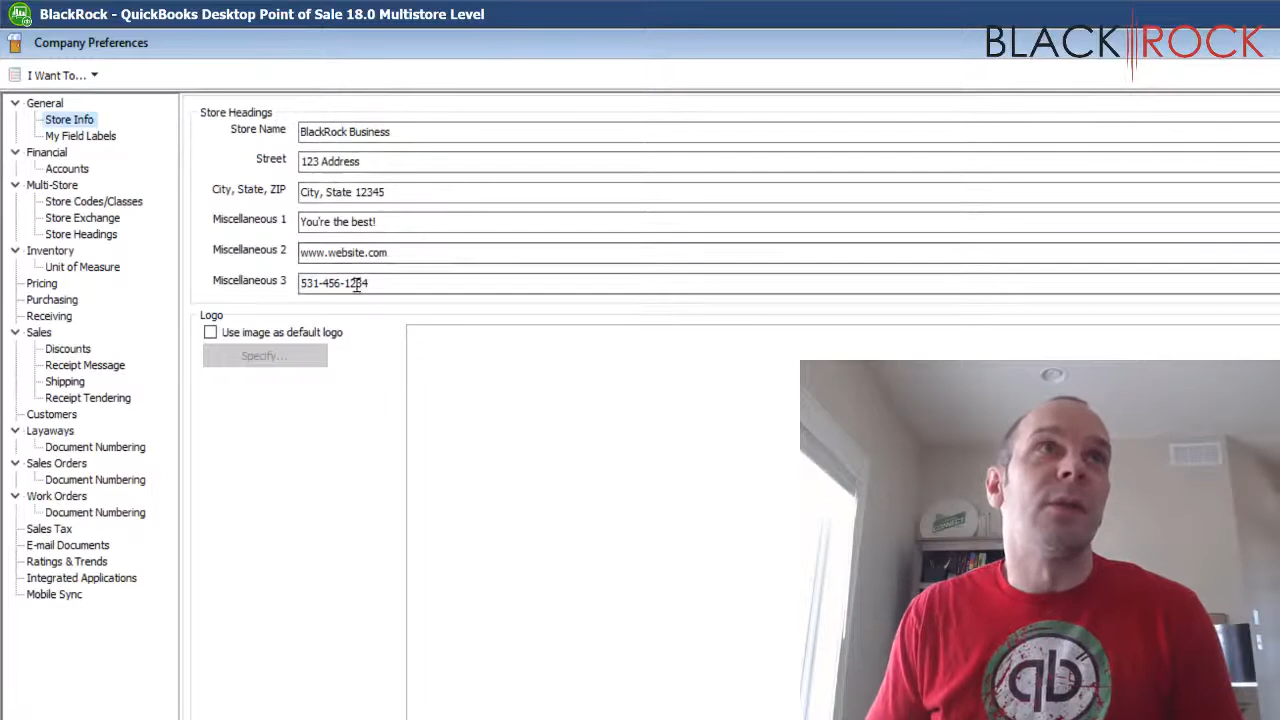 BlackRock - QuickBooks Desktop Point of Sale 18.0 Multistore Level
BLACK ROCK
Company Preferences
I Want To...
General
Store Info
My Field Labels
Financial
Accounts
Multi-Store
Store Codes/Classes
Store Exchange
Store Headings
Inventory
Unit of Measure
Pricing
Purchasing
Receiving
Sales
Discounts
Receipt Message
Shipping
Receipt Tendering
Customers
Layaways
Document Numbering
Sales Orders
Document Numbering
Work Orders
Document Numbering
Sales Tax
E-mail Documents
Ratings & Trends
Integrated Applications
Mobile Sync
Store Headings
Store Name BlackRock Business
Street 123 Address
City, State, ZIP City, State 12345
Miscellaneous 1 You're the best!
Miscellaneous 2 www.website.com
Miscellaneous 3 531-456-1234
Logo
Use image as default logo
Specify...
qb